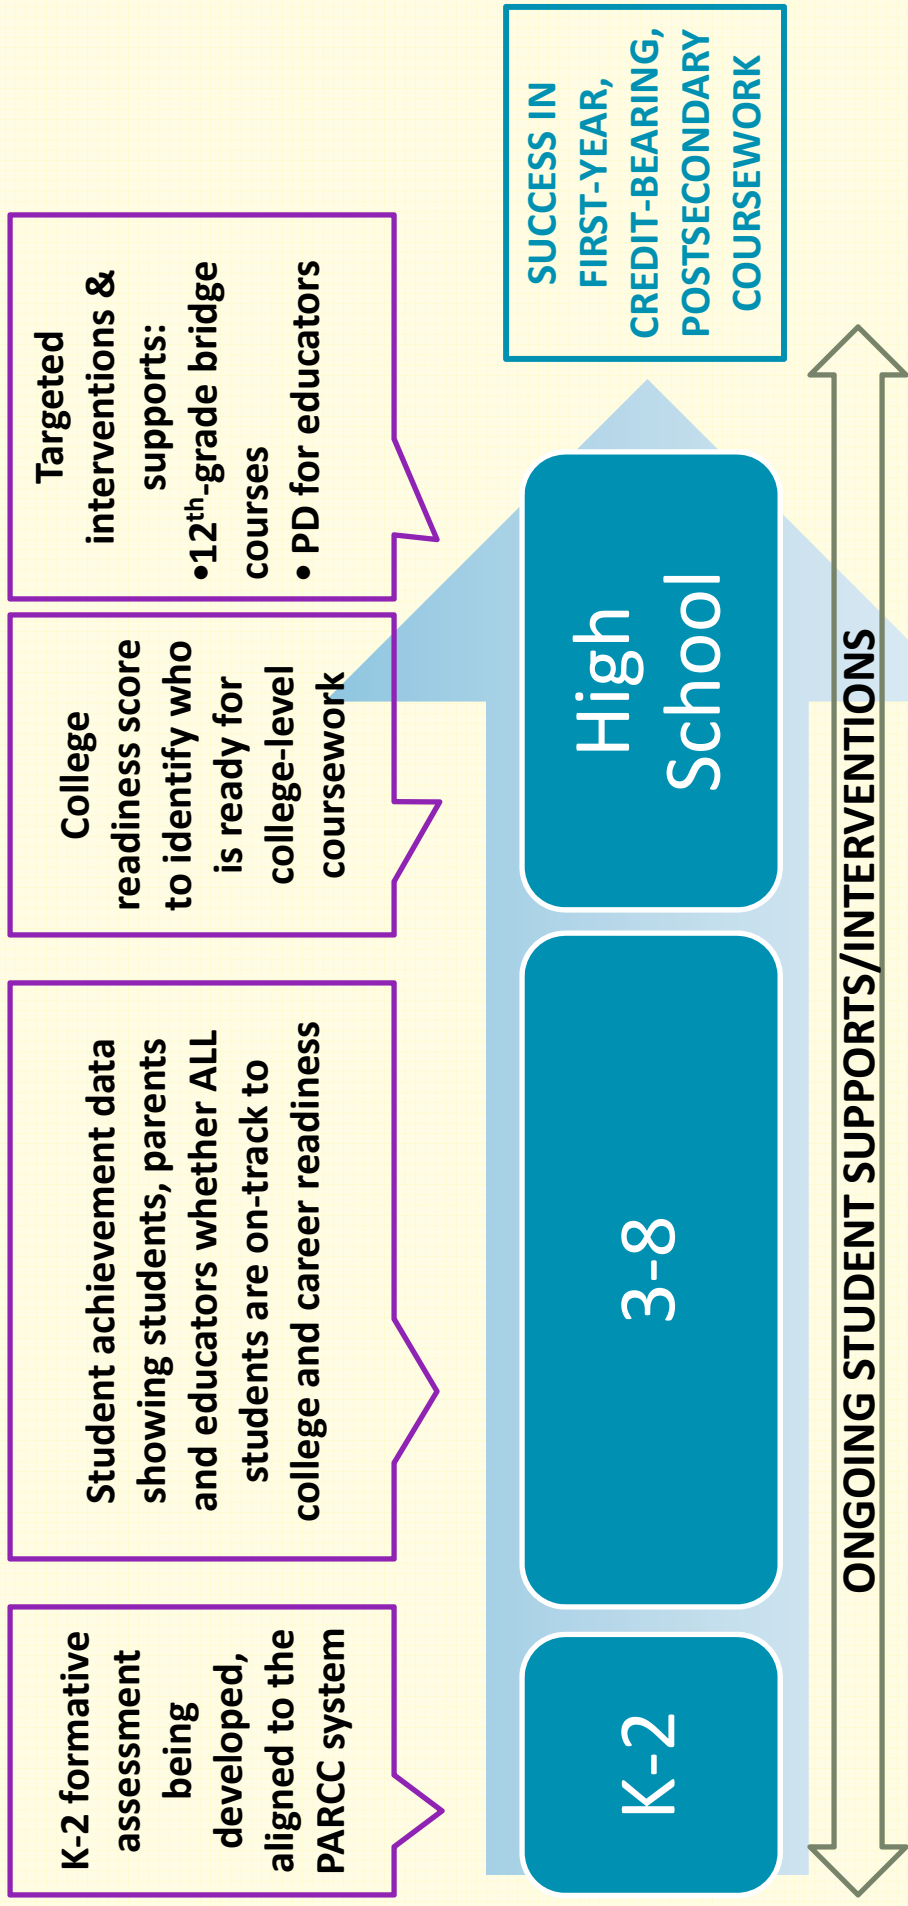 K-2 formative
assessment
being
developed,
aligned to the
PARCC system
Student achievement data
showing students, parents
and educators whether ALL
students are on-track to
college and career readiness
College
readiness score
to identify who
is ready for
college-level
coursework
Targeted
interventions &
supports:
•12th-grade bridge
courses
• PD for educators
K-2
3-8
High
School
SUCCESS IN
FIRST-YEAR,
CREDIT-BEARING,
POSTSECONDARY
COURSEWORK
ONGOING STUDENT SUPPORTS/INTERVENTIONS